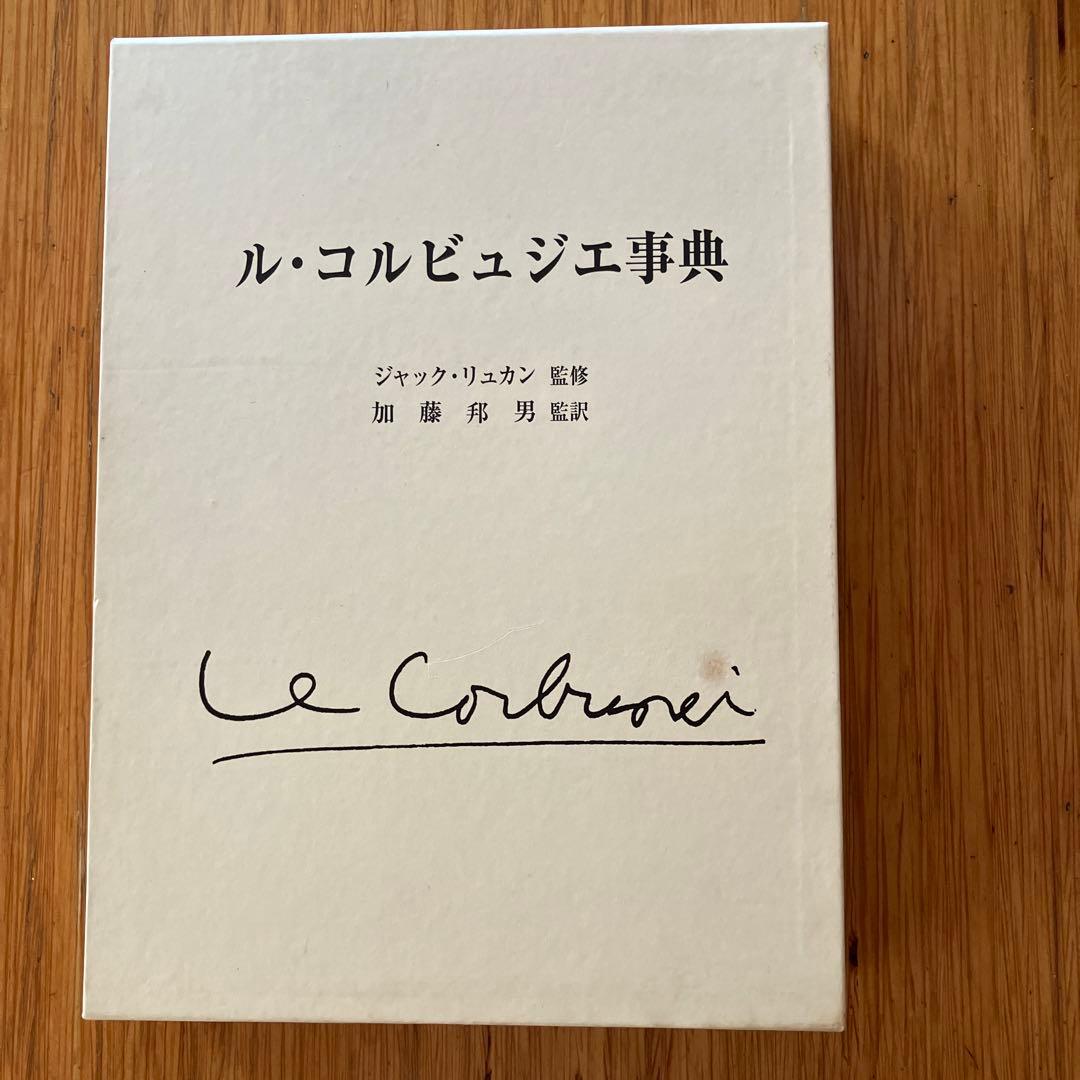 ル・コルビュジエ事典
ジャック・リュカン 監修
加藤邦男 監訳
Le Corbusier